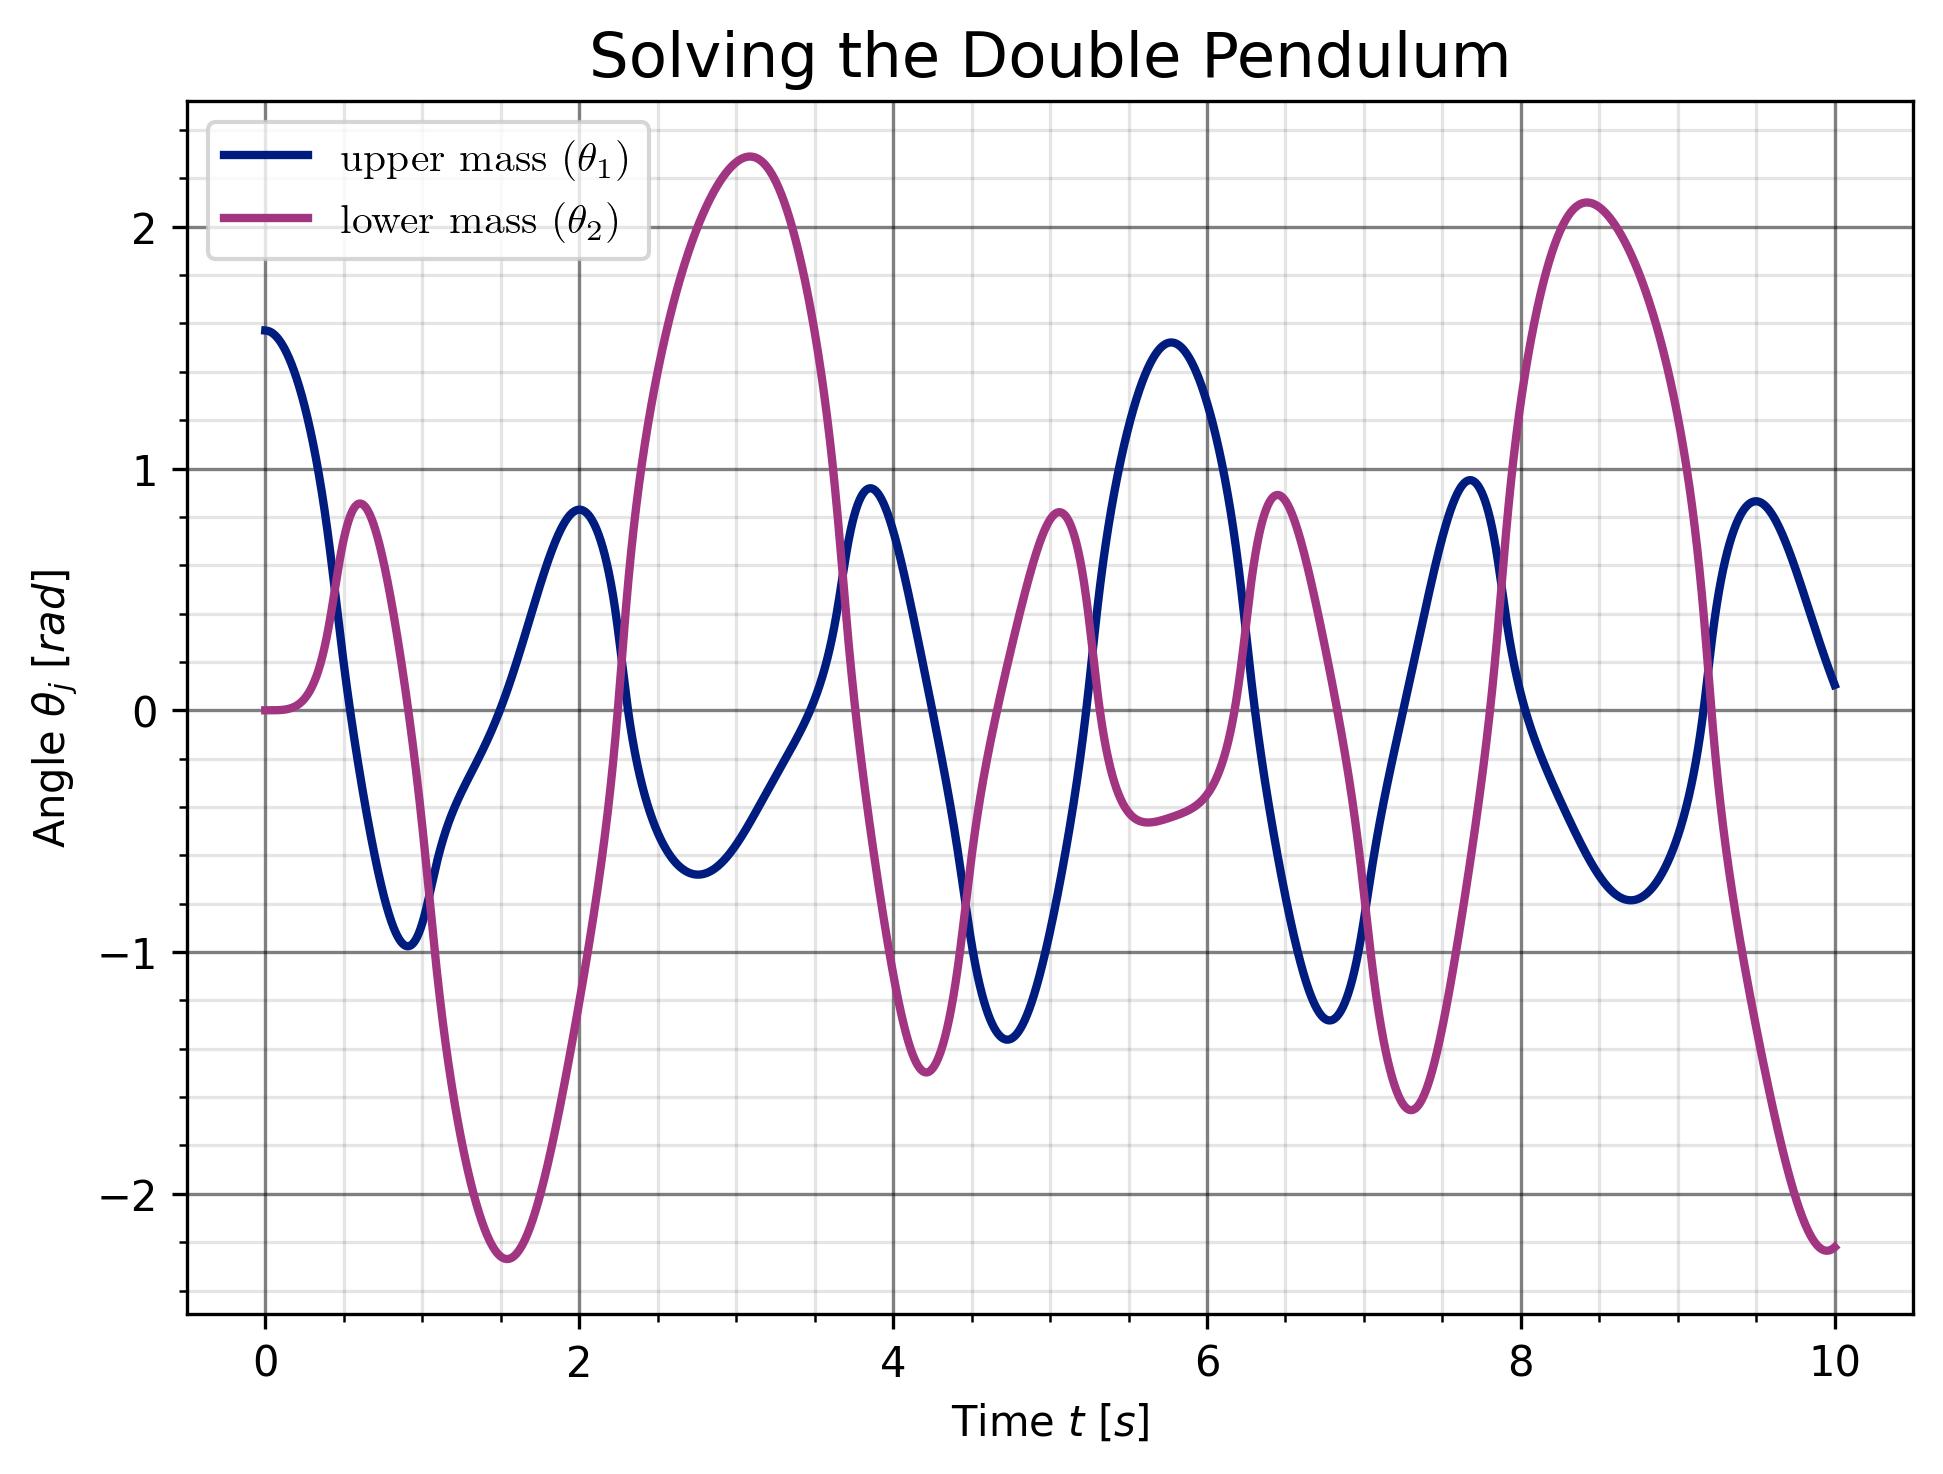 Solving the Double Pendulum
upper mass (θ₁)
lower mass (θ₂)
2
1
0
−1
−2
Angle θⱼ [rad]
0 2 4 6 8 10
Time t [s]